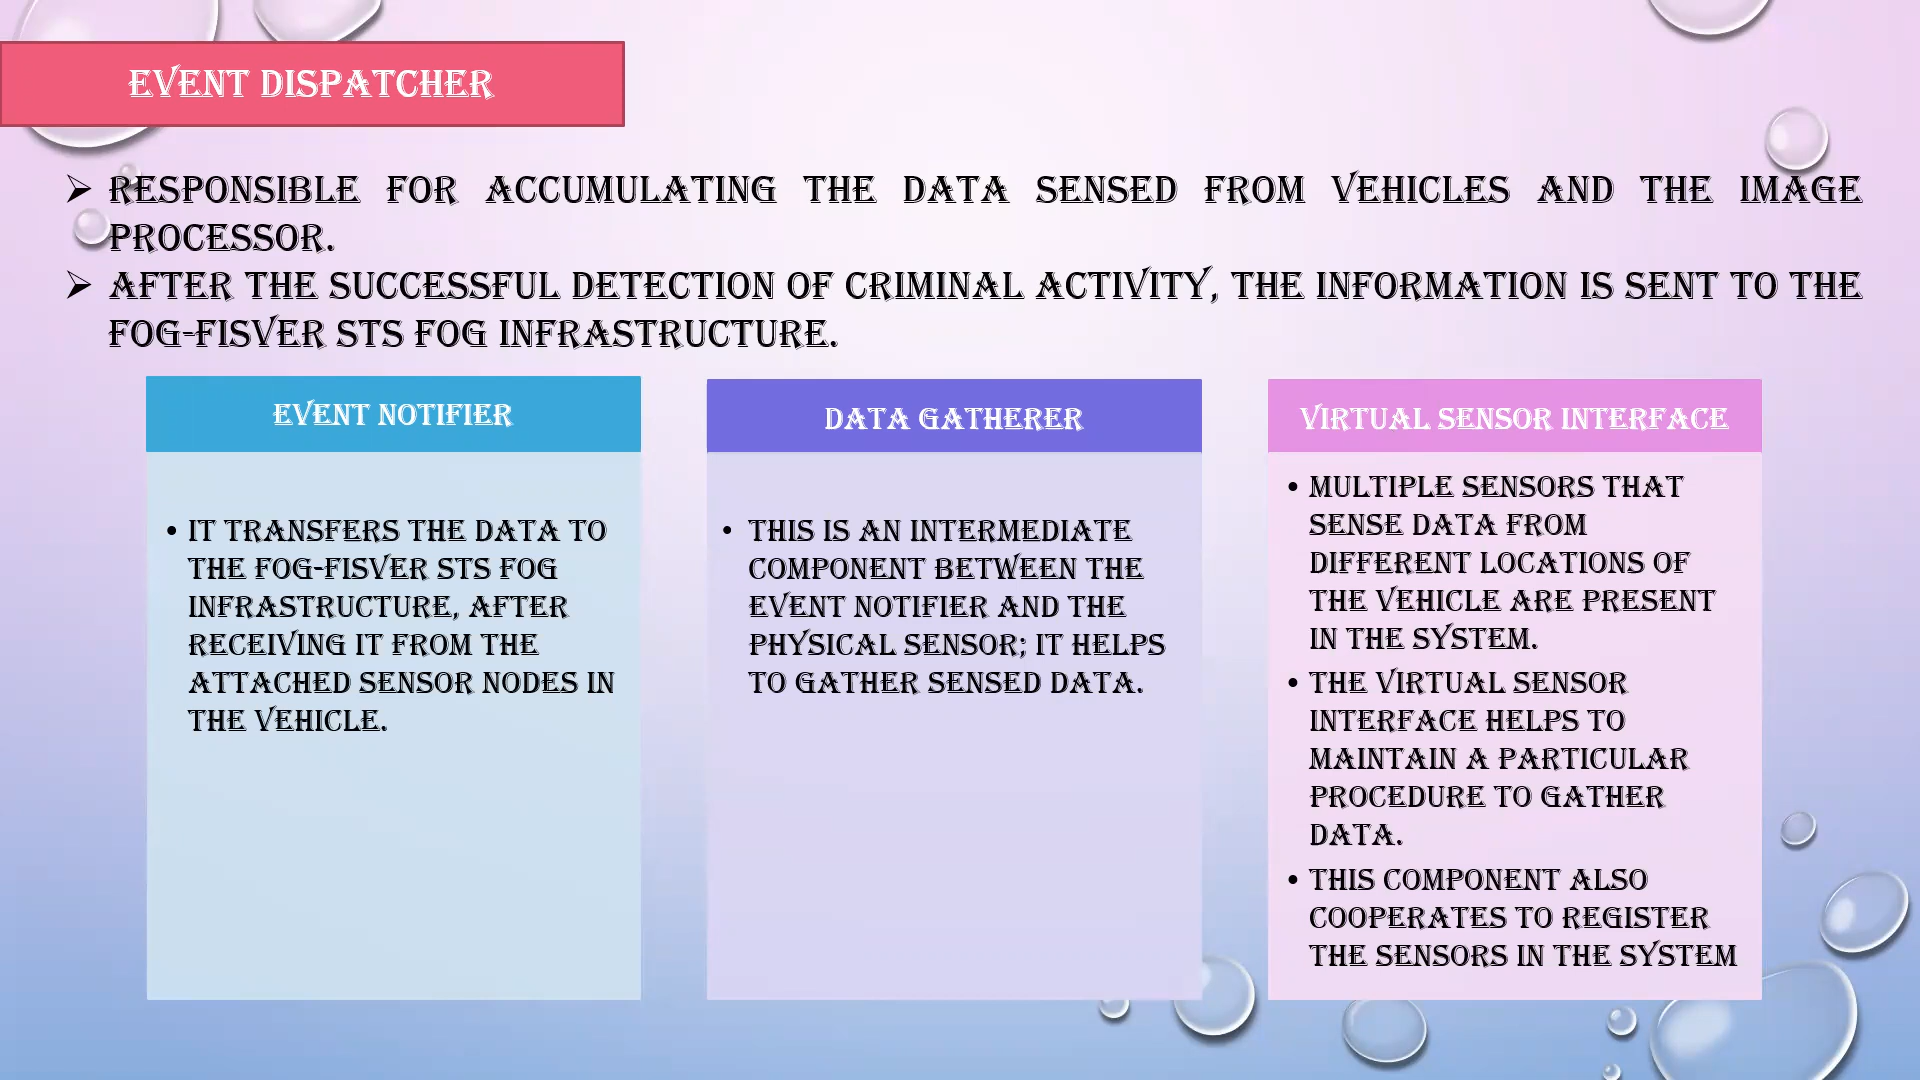 EVENT DISPATCHER
➢ RESPONSIBLE FOR ACCUMULATING THE DATA SENSED FROM VEHICLES AND THE IMAGE
PROCESSOR.
➢ AFTER THE SUCCESSFUL DETECTION OF CRIMINAL ACTIVITY, THE INFORMATION IS SENT TO THE
FOG-FISVER STS FOG INFRASTRUCTURE.
EVENT NOTIFIER
• IT TRANSFERS THE DATA TO
THE FOG-FISVER STS FOG
INFRASTRUCTURE, AFTER
RECEIVING IT FROM THE
ATTACHED SENSOR NODES IN
THE VEHICLE.
DATA GATHERER
• THIS IS AN INTERMEDIATE
COMPONENT BETWEEN THE
EVENT NOTIFIER AND THE
PHYSICAL SENSOR; IT HELPS
TO GATHER SENSED DATA.
VIRTUAL SENSOR INTERFACE
• MULTIPLE SENSORS THAT
SENSE DATA FROM
DIFFERENT LOCATIONS OF
THE VEHICLE ARE PRESENT
IN THE SYSTEM.
• THE VIRTUAL SENSOR
INTERFACE HELPS TO
MAINTAIN A PARTICULAR
PROCEDURE TO GATHER
DATA.
• THIS COMPONENT ALSO
COOPERATES TO REGISTER
THE SENSORS IN THE SYSTEM